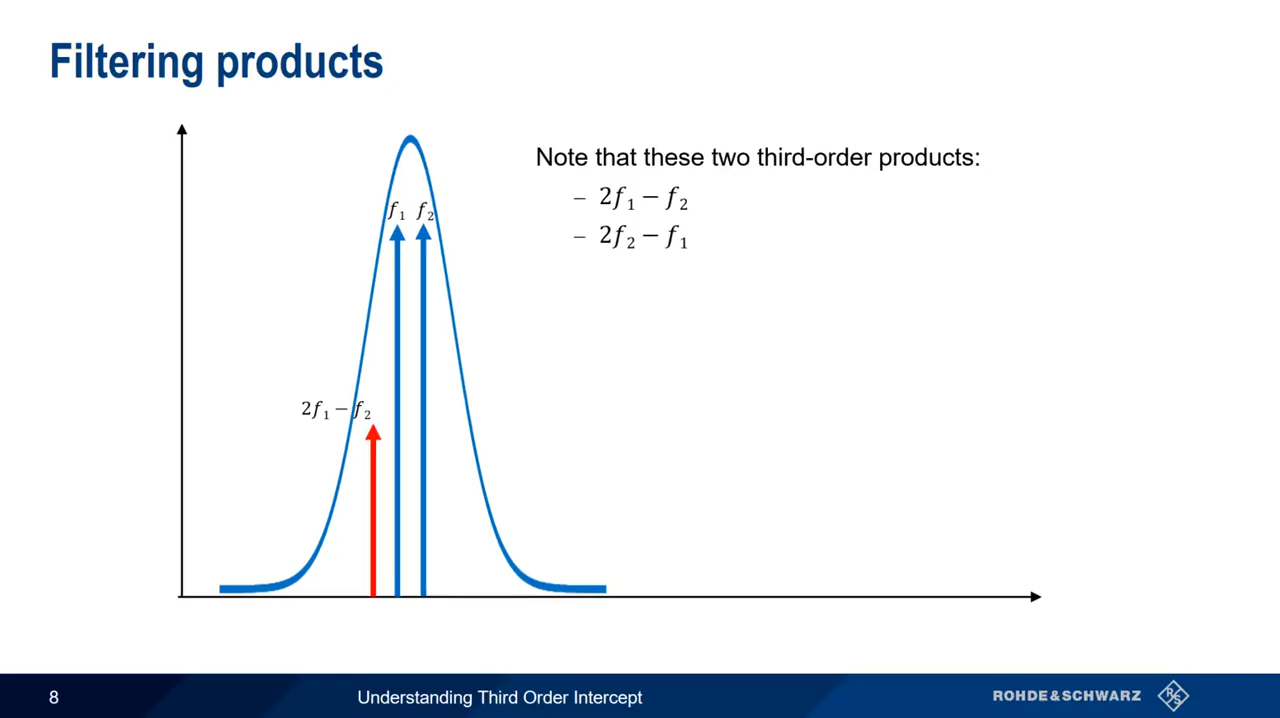 Filtering products
Note that these two third-order products:
– 2f₁ − f₂
– 2f₂ − f₁
f₁ f₂
2f₁ − f₂
8
Understanding Third Order Intercept
ROHDE&SCHWARZ
R S